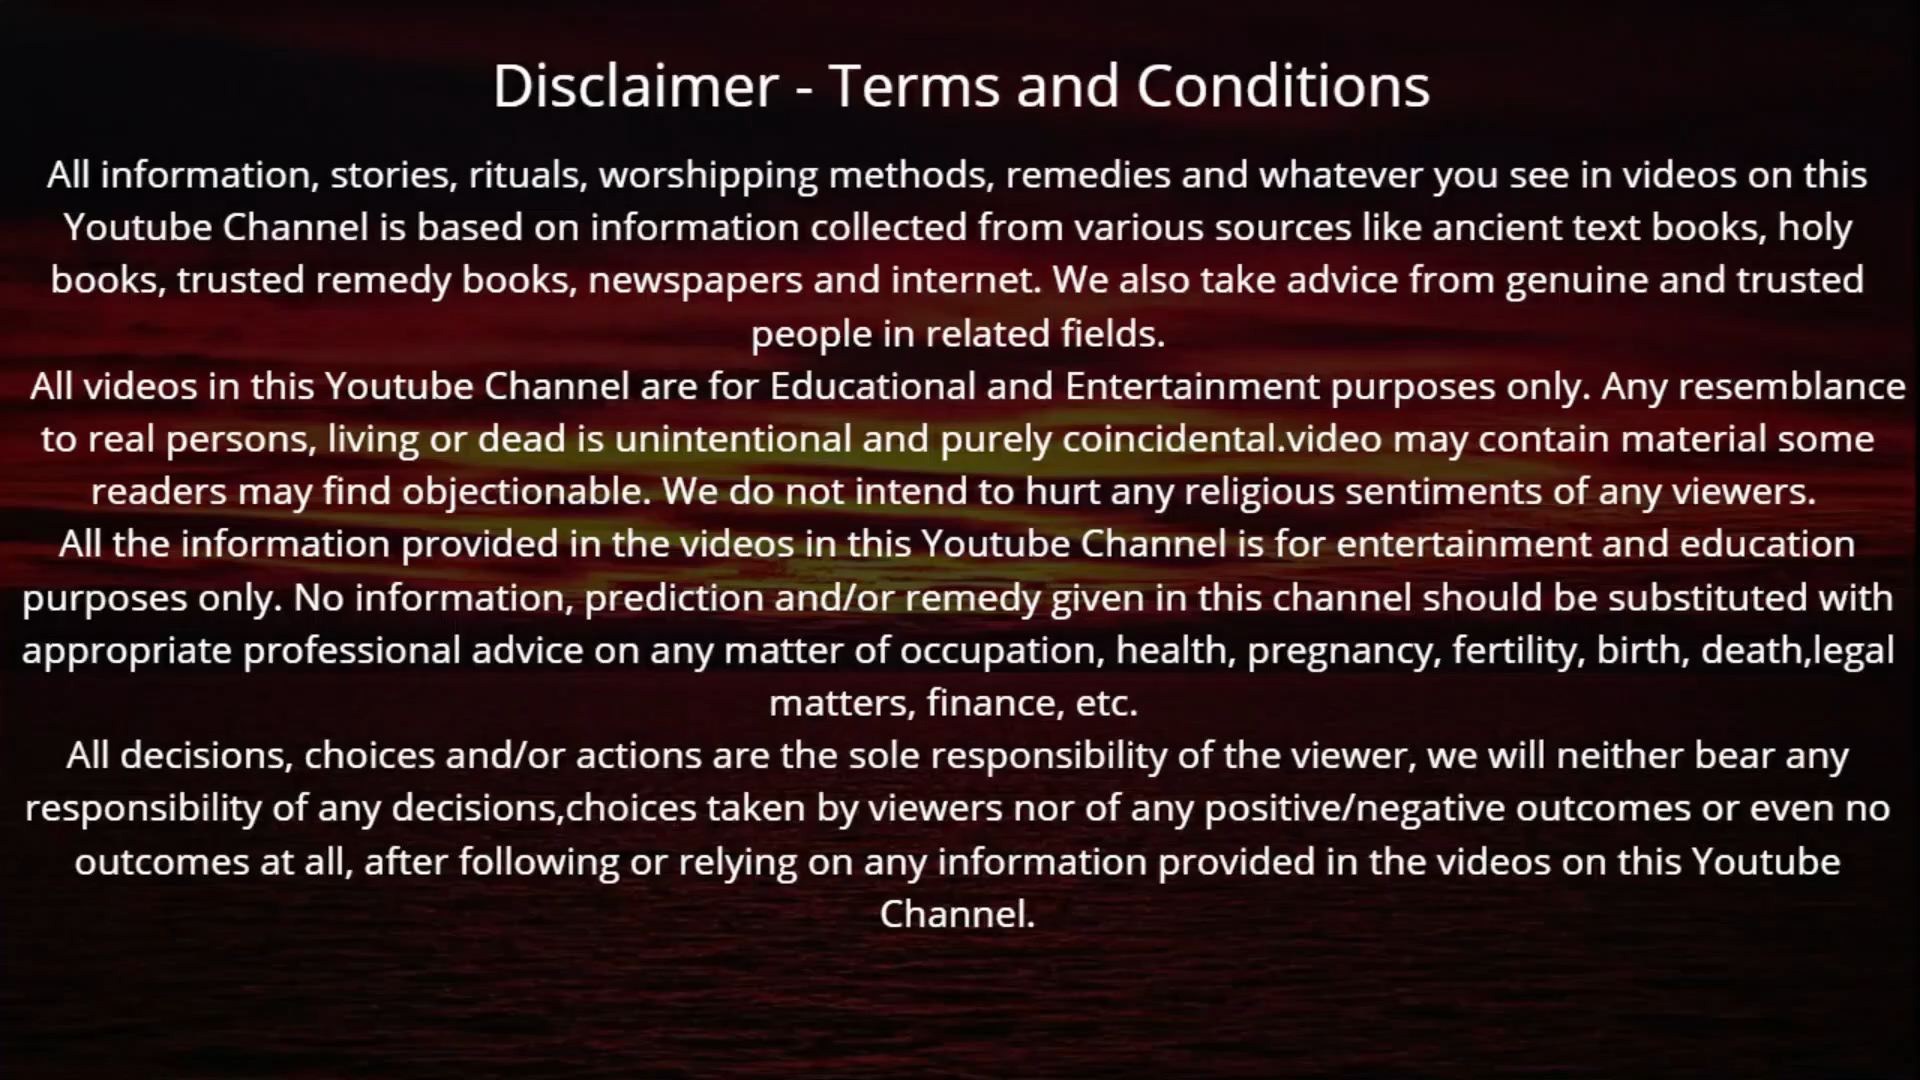 Disclaimer - Terms and Conditions
All information, stories, rituals, worshipping methods, remedies and whatever you see in videos on this
Youtube Channel is based on information collected from various sources like ancient text books, holy
books, trusted remedy books, newspapers and internet. We also take advice from genuine and trusted
people in related fields.
All videos in this Youtube Channel are for Educational and Entertainment purposes only. Any resemblance
to real persons, living or dead is unintentional and purely coincidental.video may contain material some
readers may find objectionable. We do not intend to hurt any religious sentiments of any viewers.
All the information provided in the videos in this Youtube Channel is for entertainment and education
purposes only. No information, prediction and/or remedy given in this channel should be substituted with
appropriate professional advice on any matter of occupation, health, pregnancy, fertility, birth, death,legal
matters, finance, etc.
All decisions, choices and/or actions are the sole responsibility of the viewer, we will neither bear any
responsibility of any decisions,choices taken by viewers nor of any positive/negative outcomes or even no
outcomes at all, after following or relying on any information provided in the videos on this Youtube
Channel.